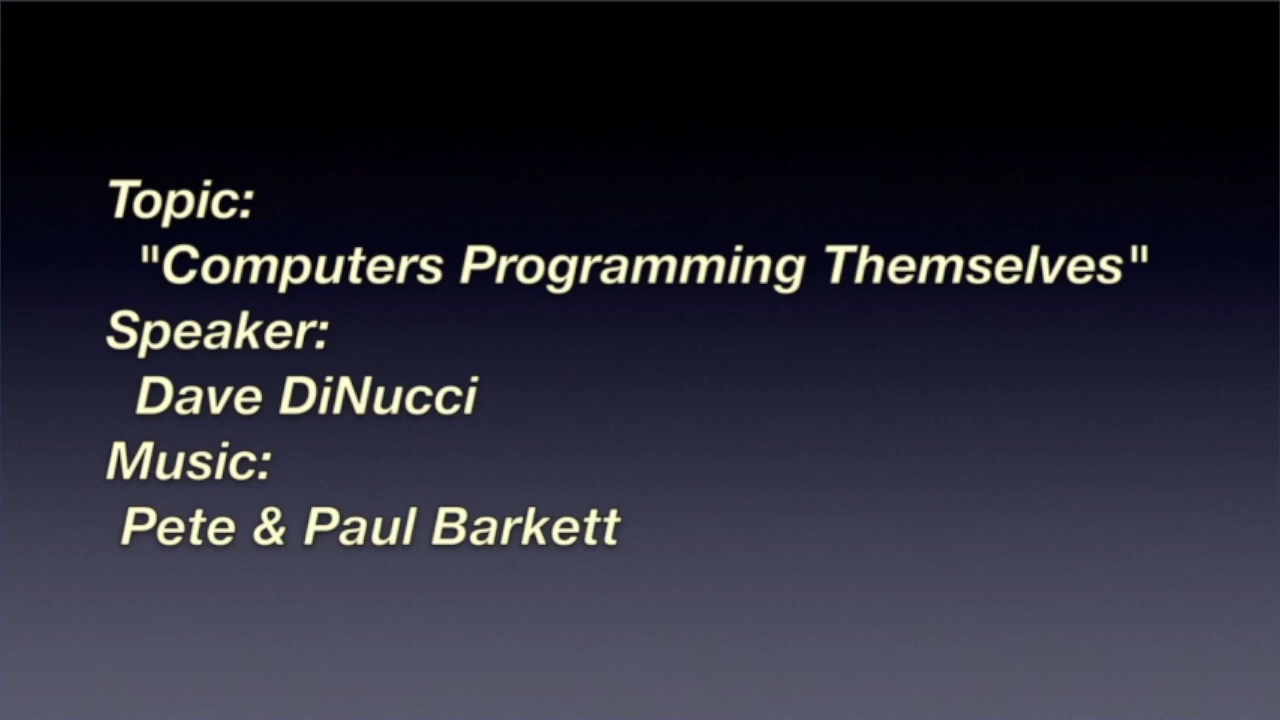 Topic:
"Computers Programming Themselves"
Speaker:
Dave DiNucci
Music:
Pete & Paul Barkett